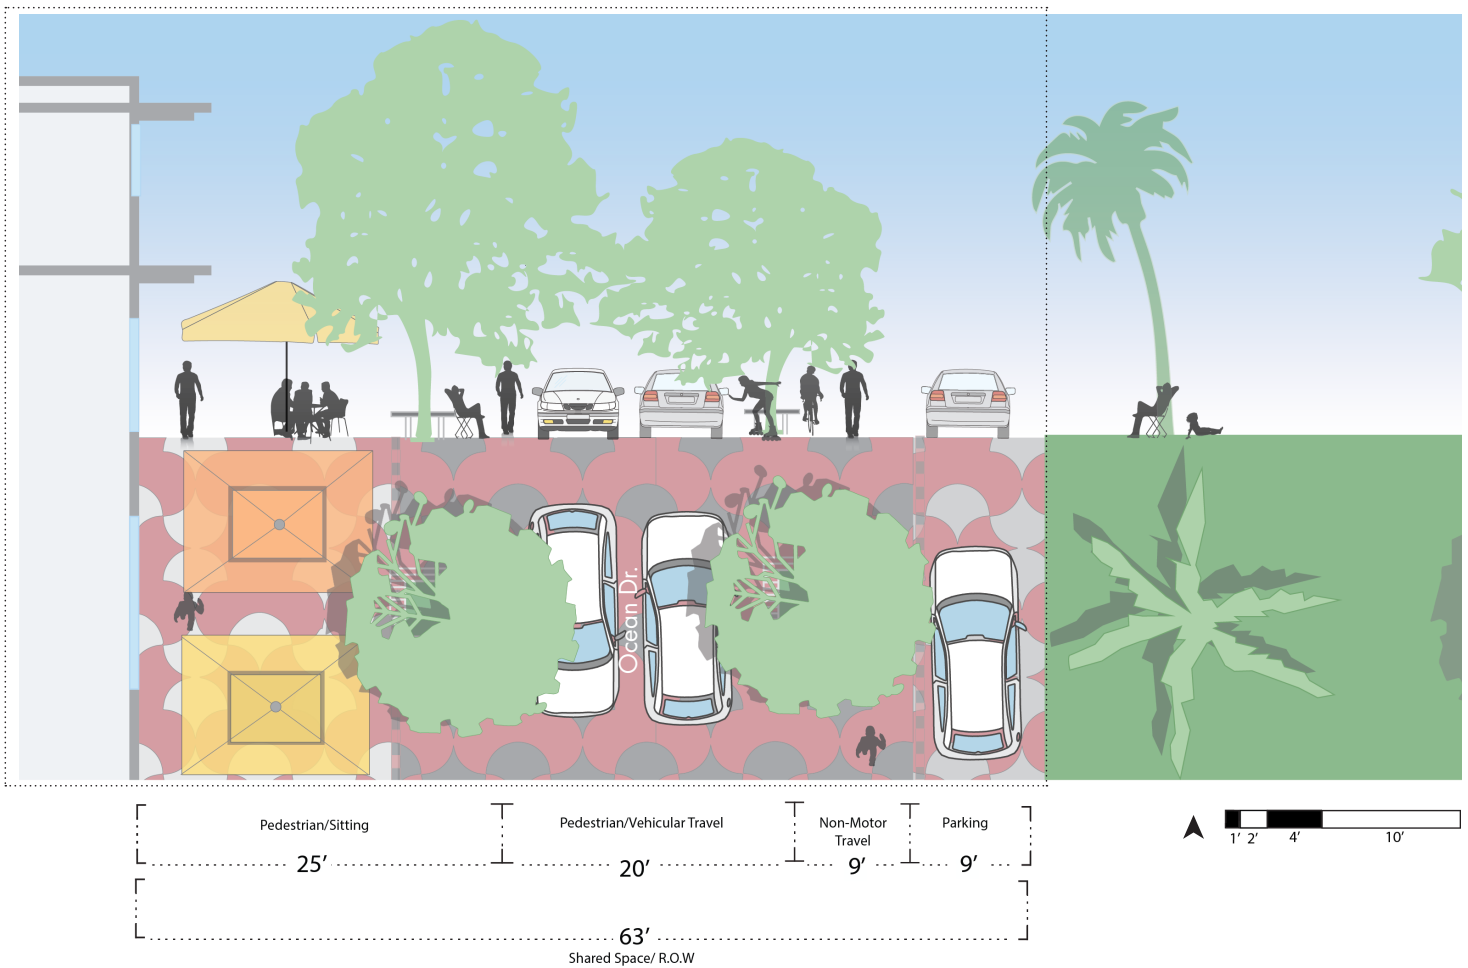 Ocean Dr.
Pedestrian/Sitting
25’
Pedestrian/Vehicular Travel
20’
Non-Motor
Travel
9’
Parking
9’
1’ 2’ 4’ 10’
63’
Shared Space/ R.O.W